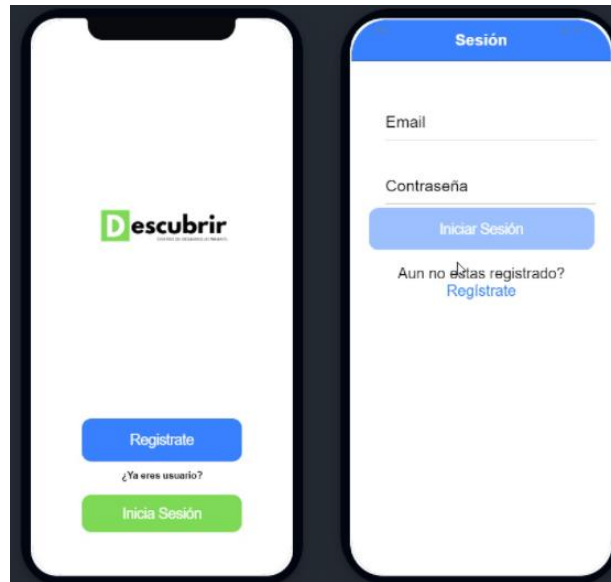 Descubrir
Registrate
¿Ya eres usuario?
Inicia Sesión
Sesión
Email
Contraseña
Iniciar Sesión
Aun no estas registrado?
Regístrate